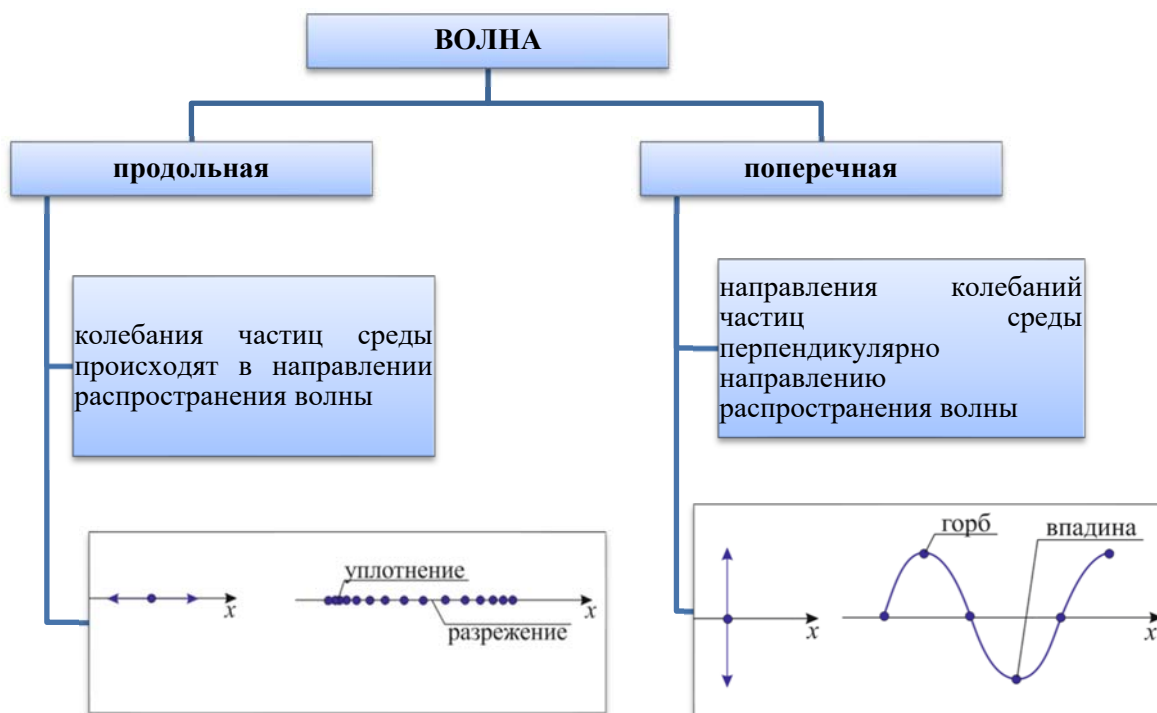 ВОЛНА
продольная
поперечная
колебания частиц среды
происходят в направлении
распространения волны
направления колебаний
частиц среды
перпендикулярно
направлению
распространения волны
уплотнение
разрежение
x
x
горб
впадина
x
x